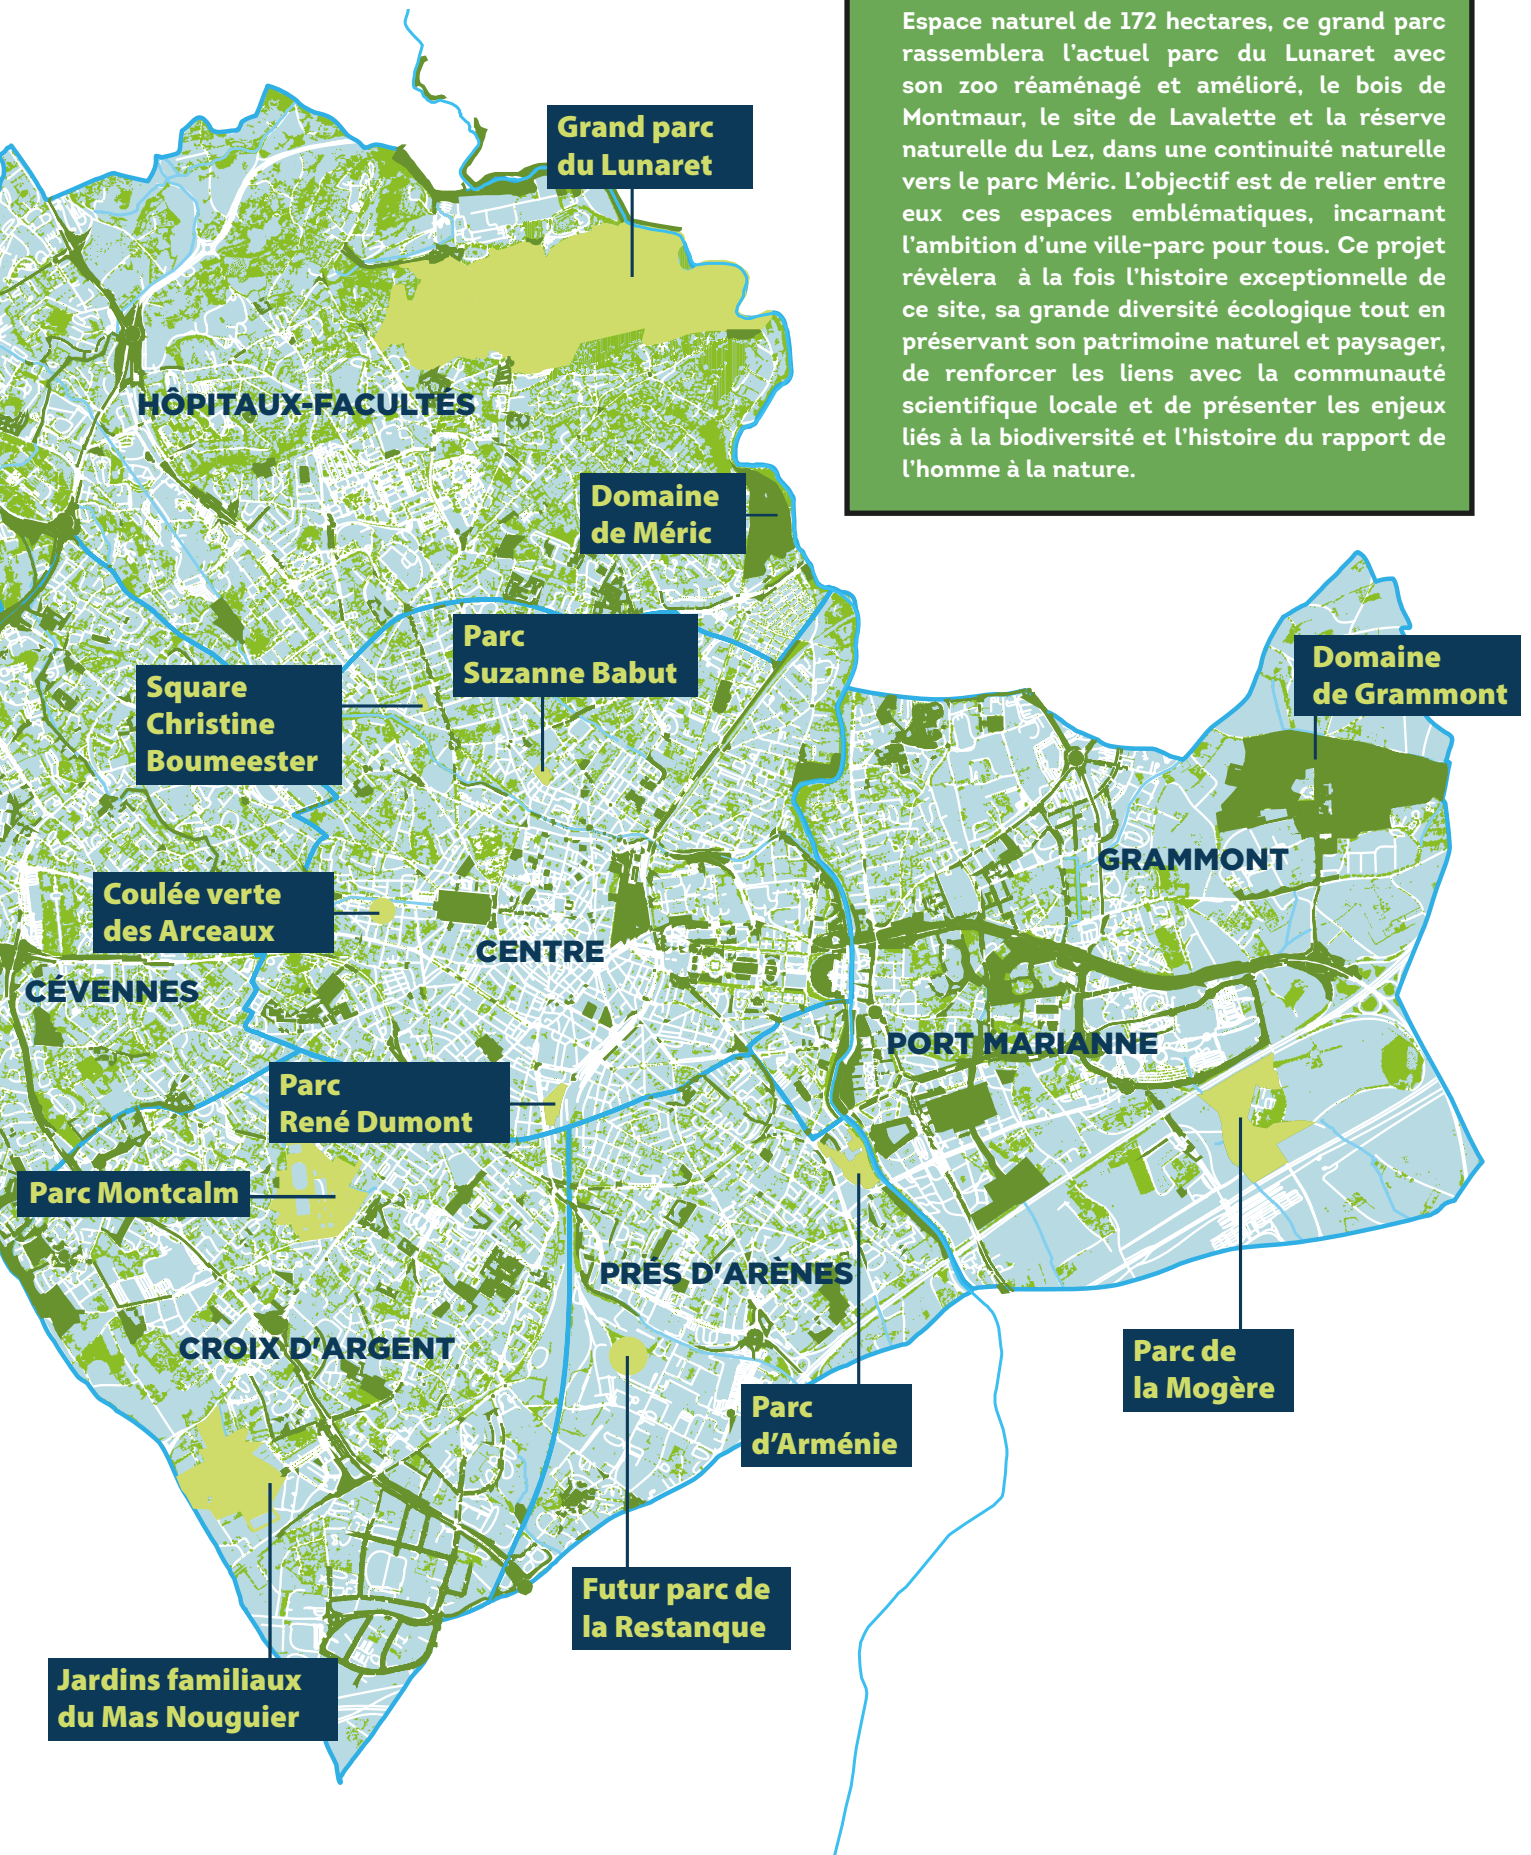 Espace naturel de 172 hectares, ce grand parc
rassemblera l'actuel parc du Lunaret avec
son zoo réaménagé et amélioré, le bois de
Montmaur, le site de Lavalette et la réserve
naturelle du Lez, dans une continuité naturelle
vers le parc Méric. L'objectif est de relier entre
eux ces espaces emblématiques, incarnant
l'ambition d'une ville-parc pour tous. Ce projet
révèlera à la fois l'histoire exceptionnelle de
ce site, sa grande diversité écologique tout en
préservant son patrimoine naturel et paysager,
de renforcer les liens avec la communauté
scientifique locale et de présenter les enjeux
liés à la biodiversité et l'histoire du rapport de
l'homme à la nature.
Grand parc
du Lunaret
HÔPITAUX-FACULTÉS
Domaine
de Méric
Parc
Suzanne Babut
Square
Christine
Boumeester
Domaine
de Grammont
GRAMMONT
Coulée verte
des Arceaux
CENTRE
CÉVENNES
PORT MARIANNE
Parc
René Dumont
Parc Montcalm
PRÉS D'ARÈNES
CROIX D'ARGENT
Parc de
la Mogère
Parc
d'Arménie
Futur parc de
la Restanque
Jardins familiaux
du Mas Nouguier